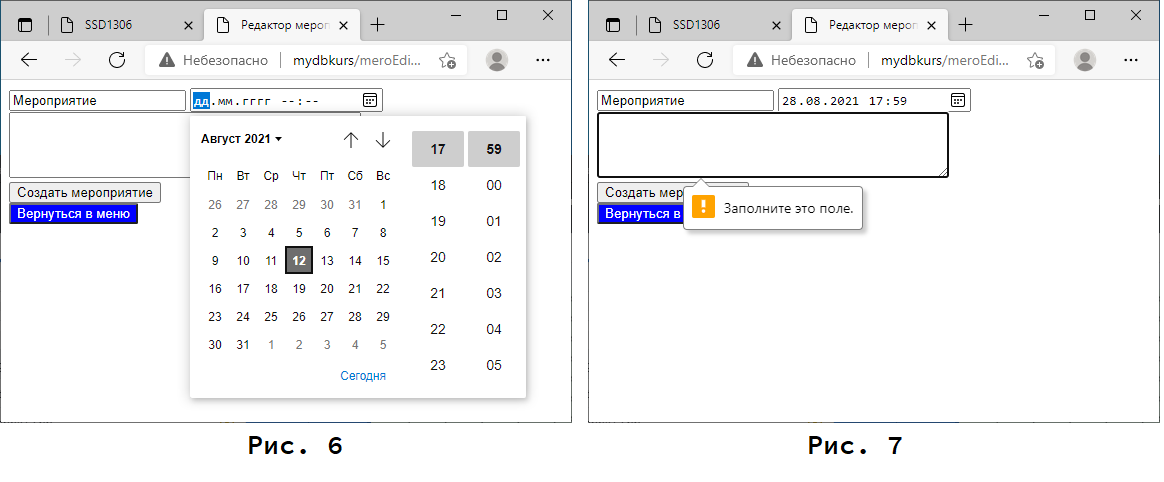 SSD1306
Редактор мероп
Небезопасно
mydbkurs/meroEdi...
Мероприятие
дд.мм.гггг --:--
Август 2021
17 59
Пн Вт Ср Чт Пт Сб Вс
18 00
26 27 28 29 30 31 1
19 01
2 3 4 5 6 7 8
9 10 11 12 13 14 15
20 02
16 17 18 19 20 21 22
21 03
23 24 25 26 27 28 29
22 04
30 31 1 2 3 4 5
23 05
Сегодня
Создать мероприятие
Вернуться в меню
Рис. 6
SSD1306
Редактор мероп
Небезопасно
mydbkurs/meroEdi...
Мероприятие
28.08.2021 17:59
Создать мер
Вернуться в
Заполните это поле.
Рис. 7